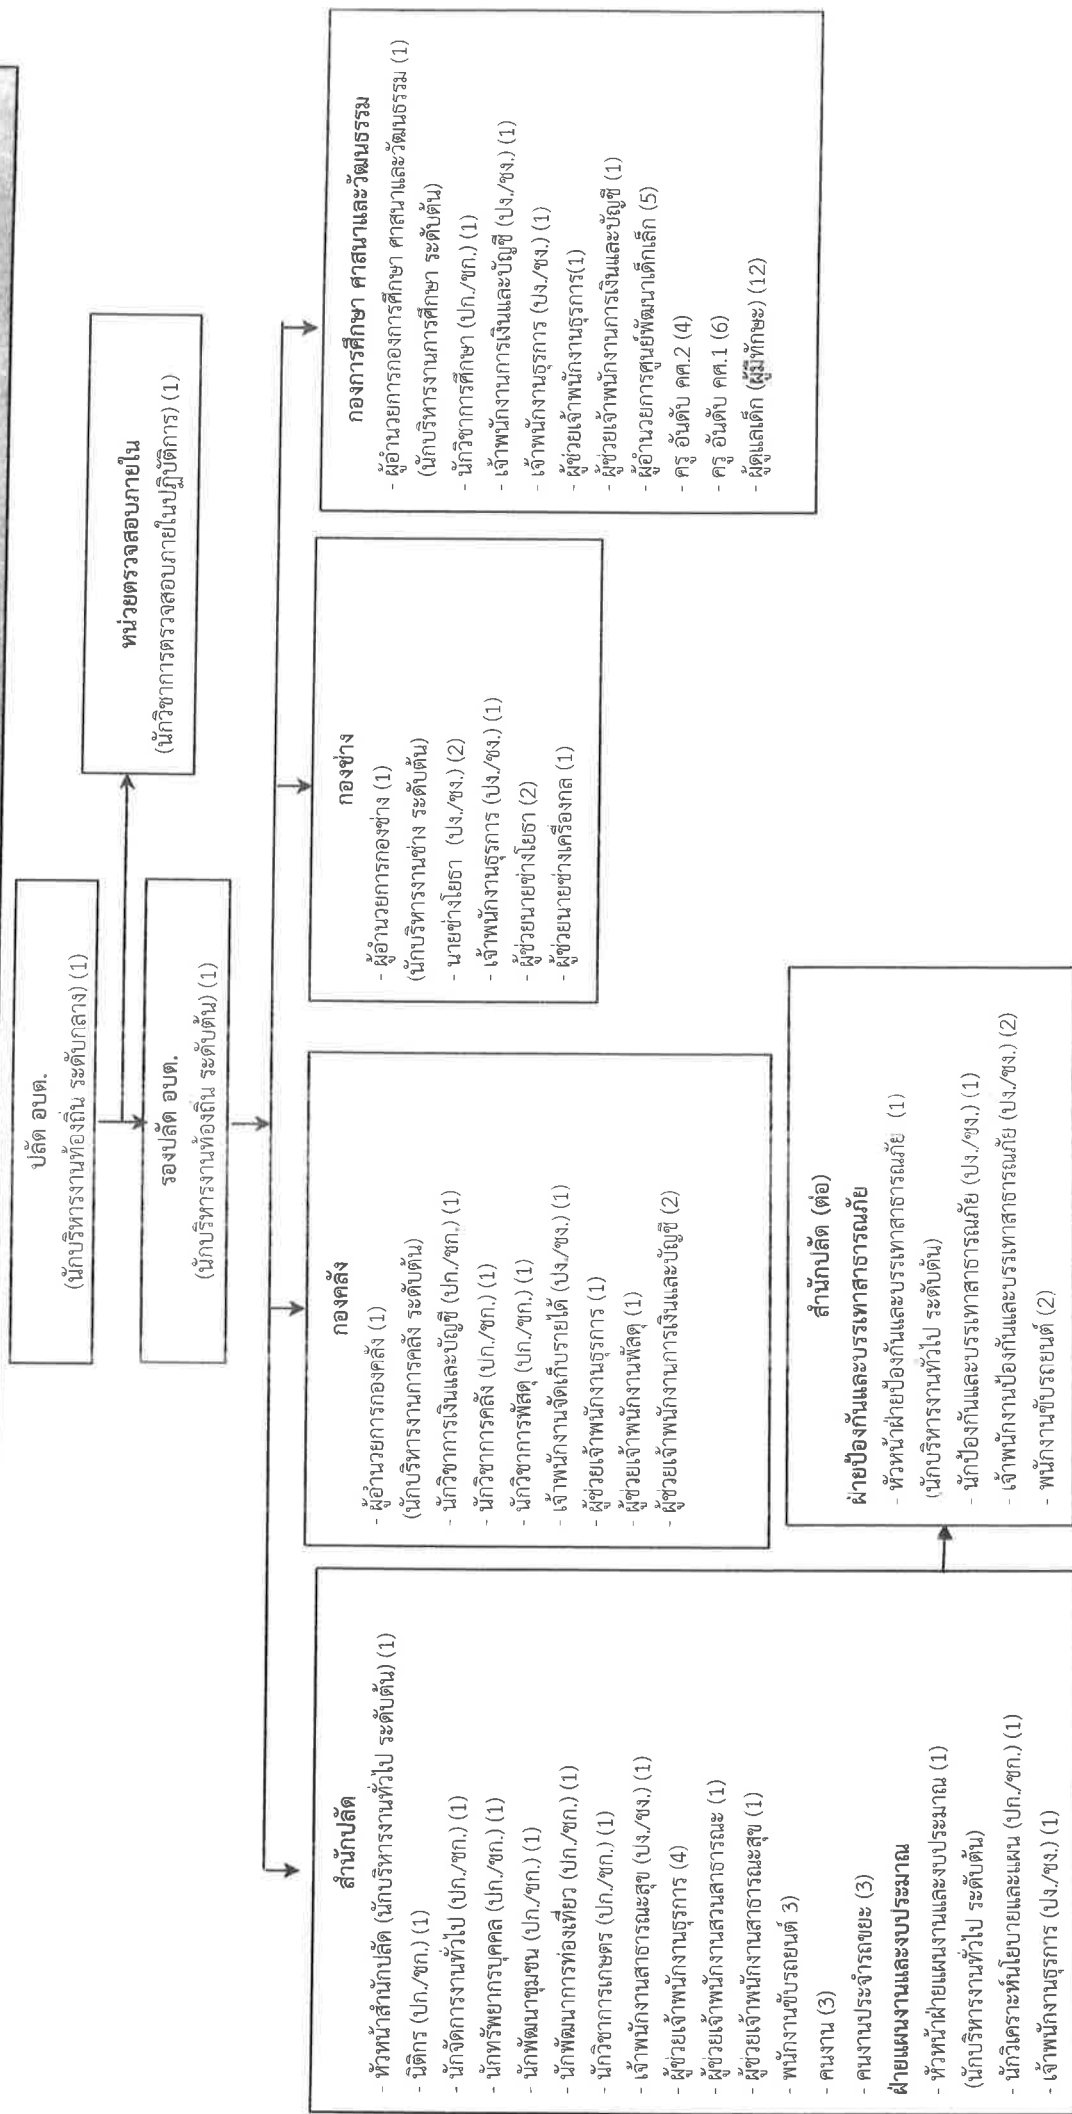 ปลัด อบต.
(นักบริหารงานท้องถิ่น ระดับกลาง) (1)
หน่วยตรวจสอบภายใน
(นักวิชาการตรวจสอบภายในปฏิบัติการ) (1)
รองปลัด อบต.
(นักบริหารงานท้องถิ่น ระดับต้น) (1)
สำนักปลัด
- หัวหน้าสำนักปลัด (นักบริหารงานทั่วไป ระดับต้น) (1)
- นิติกร (ปก./ชก.) (1)
- นักจัดการงานทั่วไป (ปก./ชก.) (1)
- นักทรัพยากรบุคคล (ปก./ชก.) (1)
- นักพัฒนาชุมชน (ปก./ชก.) (1)
- นักพัฒนาการท่องเที่ยว (ปก./ชก.) (1)
- นักวิชาการเกษตร (ปก./ชก.) (1)
- เจ้าพนักงานสาธารณะสุข (ปง./ชง.) (1)
- ผู้ช่วยเจ้าพนักงานธุรการ (4)
- ผู้ช่วยเจ้าพนักงานสวนสาธารณะ (1)
- ผู้ช่วยเจ้าพนักงานสาธารณะสุข (1)
- พนักงานขับรถยนต์ 3)
- คนงาน (3)
- คนงานประจำรถขยะ (3)
ฝ่ายแผนงานและงบประมาณ
- หัวหน้าฝ่ายแผนงานและงบประมาณ (1)
(นักบริหารงานทั่วไป ระดับต้น)
- นักวิเคราะห์นโยบายและแผน (ปก./ชก.) (1)
- เจ้าพนักงานธุรการ (ปง./ชง.) (1)
กองคลัง
- ผู้อำนวยการกองคลัง (1)
(นักบริหารงานการคลัง ระดับต้น)
- นักวิชาการเงินและบัญชี (ปก./ชก.) (1)
- นักวิชาการคลัง (ปก./ชก.) (1)
- นักวิชาการพัสดุ (ปก./ชก.) (1)
- เจ้าพนักงานจัดเก็บรายได้ (ปง./ชง.) (1)
- ผู้ช่วยเจ้าพนักงานธุรการ (1)
- ผู้ช่วยเจ้าพนักงานพัสดุ (1)
- ผู้ช่วยเจ้าพนักงานการเงินและบัญชี (2)
กองช่าง
- ผู้อำนวยการกองช่าง (1)
(นักบริหารงานช่าง ระดับต้น)
- นายช่างโยธา (ปง./ชง.) (2)
- เจ้าพนักงานธุรการ (ปง./ชง.) (1)
- ผู้ช่วยนายช่างโยธา (2)
- ผู้ช่วยนายช่างเครื่องกล (1)
กองการศึกษา ศาสนาและวัฒนธรรม
- ผู้อำนวยการกองการศึกษา ศาสนาและวัฒนธรรม (1)
(นักบริหารงานการศึกษา ระดับต้น)
- นักวิชาการศึกษา (ปก./ชก.) (1)
- เจ้าพนักงานการเงินและบัญชี (ปง./ชง.) (1)
- เจ้าพนักงานธุรการ (ปง./ชง.) (1)
- ผู้ช่วยเจ้าพนักงานธุรการ(1)
- ผู้ช่วยเจ้าพนักงานการเงินและบัญชี (1)
- ผู้อำนวยการศูนย์พัฒนาเด็กเล็ก (5)
- ครู อันดับ คศ.2 (4)
- ครู อันดับ คศ.1 (6)
- ผู้ดูแลเด็ก (ผู้มีทักษะ) (12)
สำนักปลัด (ต่อ)
ฝ่ายป้องกันและบรรเทาสาธารณภัย
- หัวหน้าฝ่ายป้องกันและบรรเทาสาธารณภัย (1)
(นักบริหารงานทั่วไป ระดับต้น)
- นักป้องกันและบรรเทาสาธารณภัย (ปง./ชง.) (1)
- เจ้าพนักงานป้องกันและบรรเทาสาธารณภัย (ปง./ชง.) (2)
- พนักงานขับรถยนต์ (2)